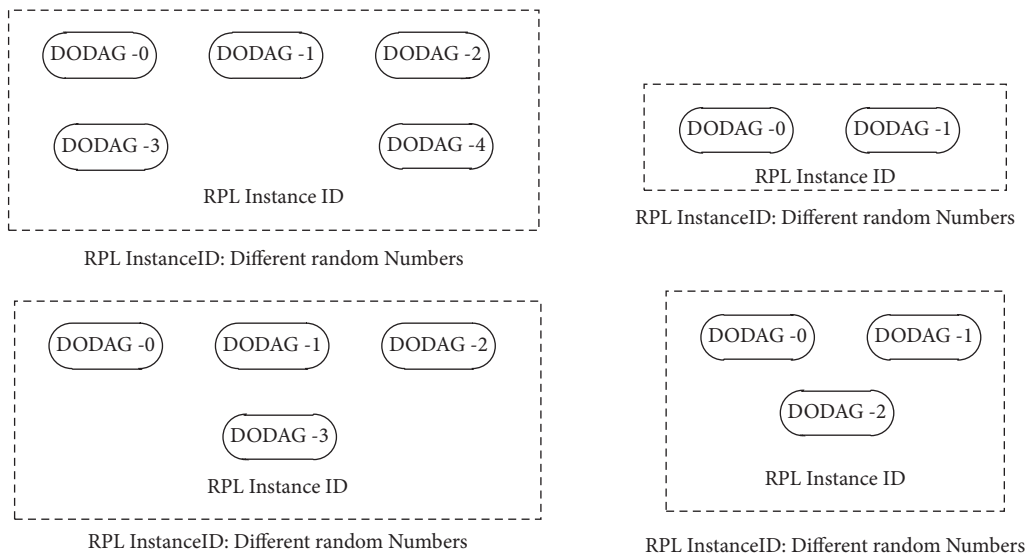 DODAG -0
DODAG -1
DODAG -2
DODAG -3
DODAG -4
RPL Instance ID
RPL InstanceID: Different random Numbers
DODAG -0
DODAG -1
RPL Instance ID
RPL InstanceID: Different random Numbers
DODAG -0
DODAG -1
DODAG -2
DODAG -3
RPL Instance ID
RPL InstanceID: Different random Numbers
DODAG -0
DODAG -1
DODAG -2
RPL Instance ID
RPL InstanceID: Different random Numbers